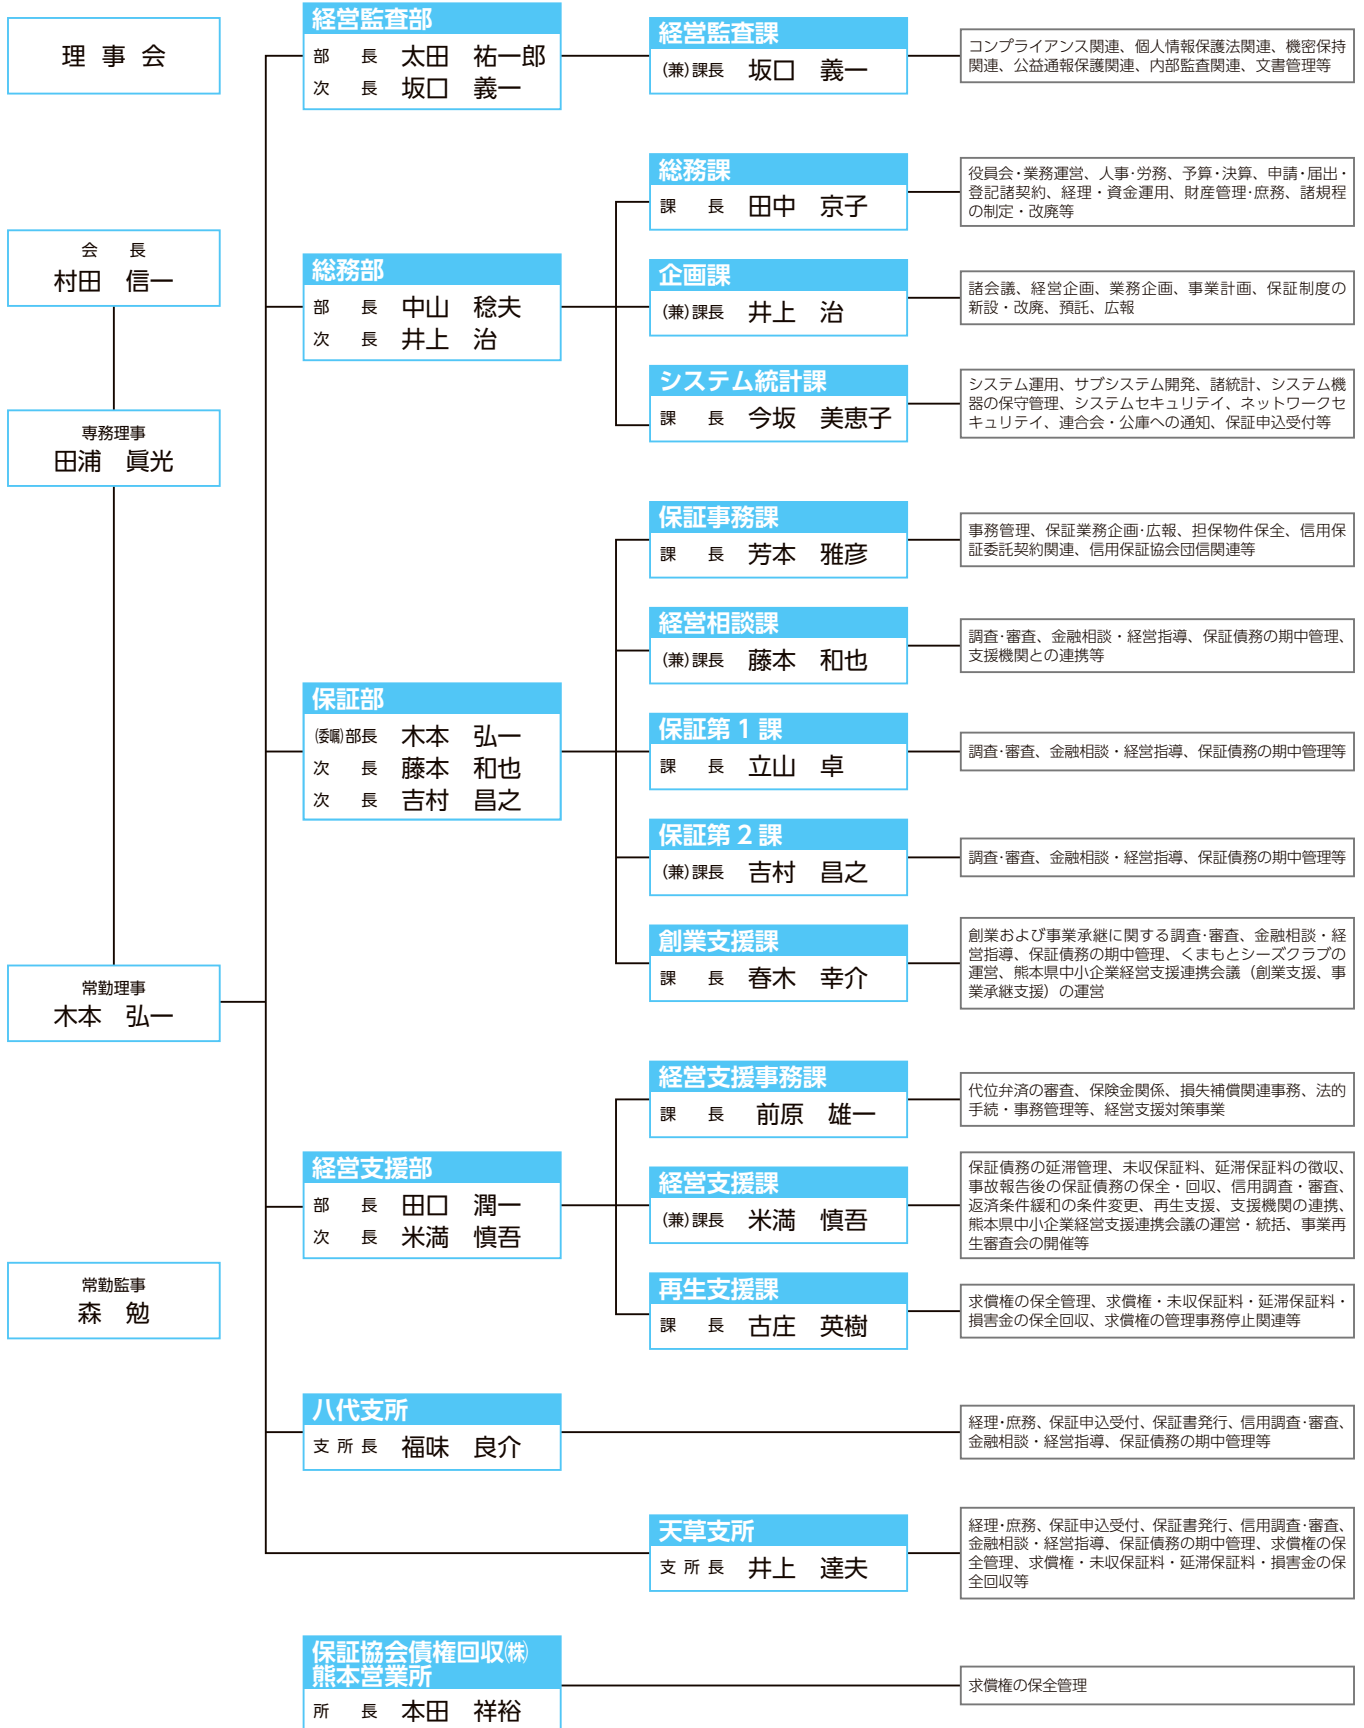 理事会
会　長
村田　信一
専務理事
田浦　眞光
常勤理事
木本　弘一
常勤監事
森　勉
経営監査部
部　長　太田　祐一郎
次　長　坂口　義一
経営監査課
(兼)課長　坂口　義一
コンプライアンス関連、個人情報保護法関連、機密保持
関連、公益通報保護関連、内部監査関連、文書管理等
総務部
部　長　中山　稔夫
次　長　井上　治
総務課
課　長　田中　京子
役員会・業務運営、人事・労務、予算・決算、申請・届出・
登記諸契約、経理・資金運用、財産管理・庶務、諸規程
の制定・改廃等
企画課
(兼)課長　井上　治
諸会議、経営企画、業務企画、事業計画、保証制度の
新設・改廃、預託、広報
システム統計課
課　長　今坂　美恵子
システム運用、サブシステム開発、諸統計、システム機
器の保守管理、システムセキュリテイ、ネットワークセ
キュリテイ、連合会・公庫への通知、保証申込受付等
保証部
(委嘱)部長　木本　弘一
次　長　藤本　和也
次　長　吉村　昌之
保証事務課
課　長　芳本　雅彦
事務管理、保証業務企画・広報、担保物件保全、信用保
証委託契約関連、信用保証協会団信関連等
経営相談課
(兼)課長　藤本　和也
調査・審査、金融相談・経営指導、保証債務の期中管理、
支援機関との連携等
保証第1課
課　長　立山　卓
調査・審査、金融相談・経営指導、保証債務の期中管理等
保証第2課
(兼)課長　吉村　昌之
調査・審査、金融相談・経営指導、保証債務の期中管理等
創業支援課
課　長　春木　幸介
創業および事業承継に関する調査・審査、金融相談・経
営指導、保証債務の期中管理、くまもとシーズクラブの
運営、熊本県中小企業経営支援連携会議（創業支援、事
業承継支援）の運営
経営支援部
部　長　田口　潤一
次　長　米満　慎吾
経営支援事務課
課　長　前原　雄一
代位弁済の審査、保険金関係、損失補償関連事務、法的
手続・事務管理等、経営支援対策事業
経営支援課
(兼)課長　米満　慎吾
保証債務の延滞管理、未収保証料、延滞保証料の徴収、
事故報告後の保証債務の保全・回収、信用調査・審査、
返済条件緩和の条件変更、再生支援、支援機関の連携、
熊本県中小企業経営支援連携会議の運営・統括、事業再
生審査会の開催等
再生支援課
課　長　古庄　英樹
求償権の保全管理、求償権・未収保証料・延滞保証料・
損害金の保全回収、求償権の管理事務停止関連等
八代支所
支所長　福味　良介
経理・庶務、保証申込受付、保証書発行、信用調査・審査、
金融相談・経営指導、保証債務の期中管理等
天草支所
支所長　井上　達夫
経理・庶務、保証申込受付、保証書発行、信用調査・審査、
金融相談・経営指導、保証債務の期中管理、求償権の保
全管理、求償権・未収保証料・延滞保証料・損害金の保
全回収等
保証協会債権回収㈱
熊本営業所
所　長　本田　祥裕
求償権の保全管理